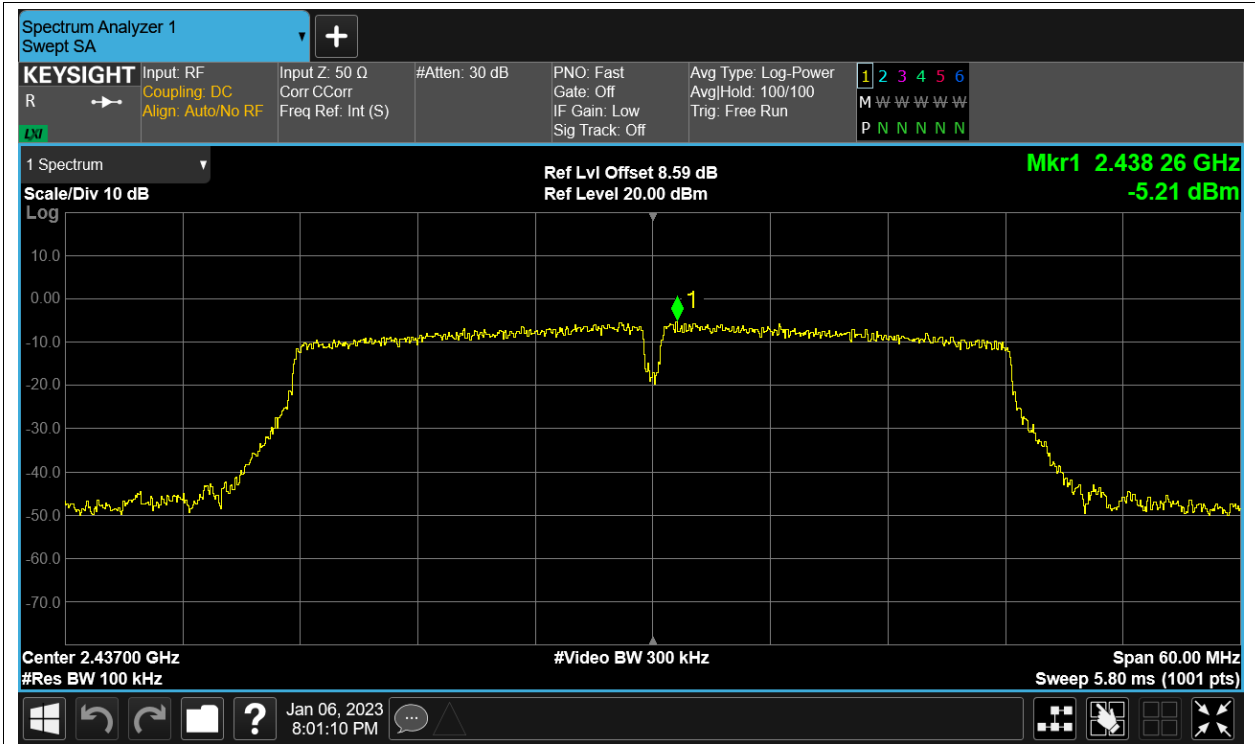 Spectrum Analyzer 1
Swept SA
+
KEYSIGHT
R
LXI
Input: RF
Coupling: DC
Align: Auto/No RF
Input Z: 50 Ω
Corr CCorr
Freq Ref: Int (S)
#Atten: 30 dB
PNO: Fast
Gate: Off
IF Gain: Low
Sig Track: Off
Avg Type: Log-Power
Avg|Hold: 100/100
Trig: Free Run
1 2 3 4 5 6
M W W W W W
P N N N N N
1 Spectrum
Scale/Div 10 dB
Log
Ref Lvl Offset 8.59 dB
Ref Level 20.00 dBm
Mkr1 2.438 26 GHz
-5.21 dBm
10.0
0.00
1
-10.0
-20.0
-30.0
-40.0
-50.0
-60.0
-70.0
Center 2.43700 GHz
#Res BW 100 kHz
#Video BW 300 kHz
Span 60.00 MHz
Sweep 5.80 ms (1001 pts)
?
Jan 06, 2023
8:01:10 PM